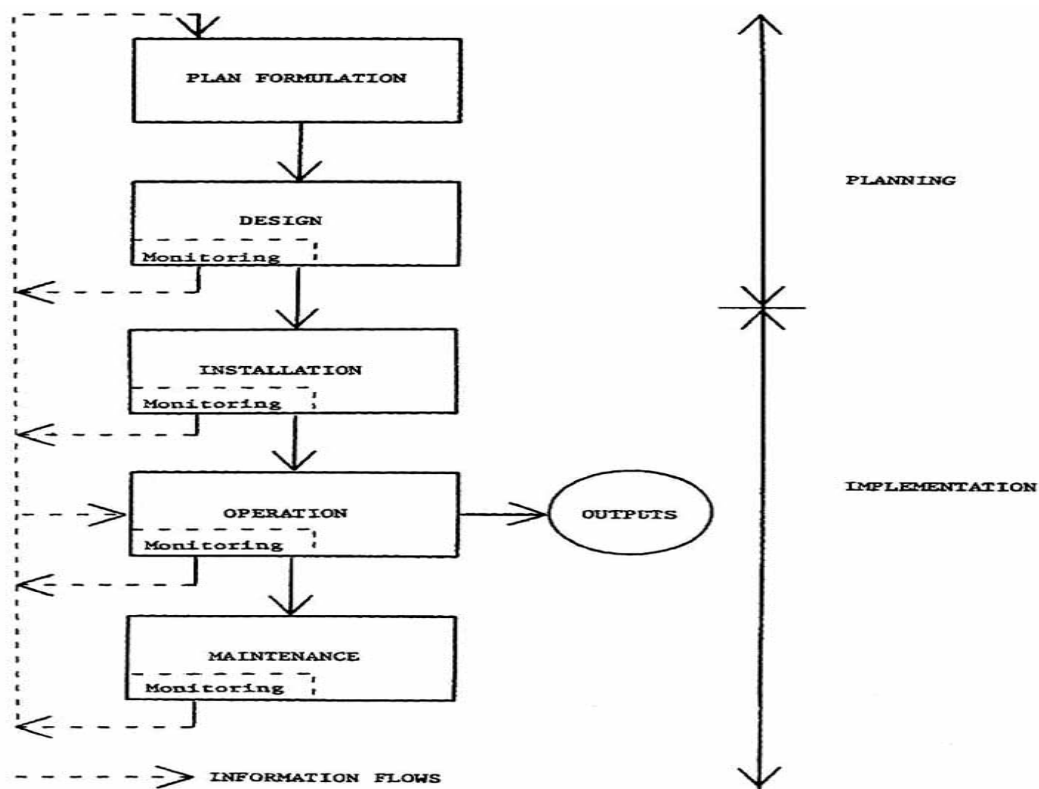 PLAN FORMULATION
PLANNING
DESIGN
Monitoring
INSTALLATION
Monitoring
OPERATION
OUTPUTS
IMPLEMENTATION
Monitoring
MAINTENANCE
Monitoring
INFORMATION FLOWS